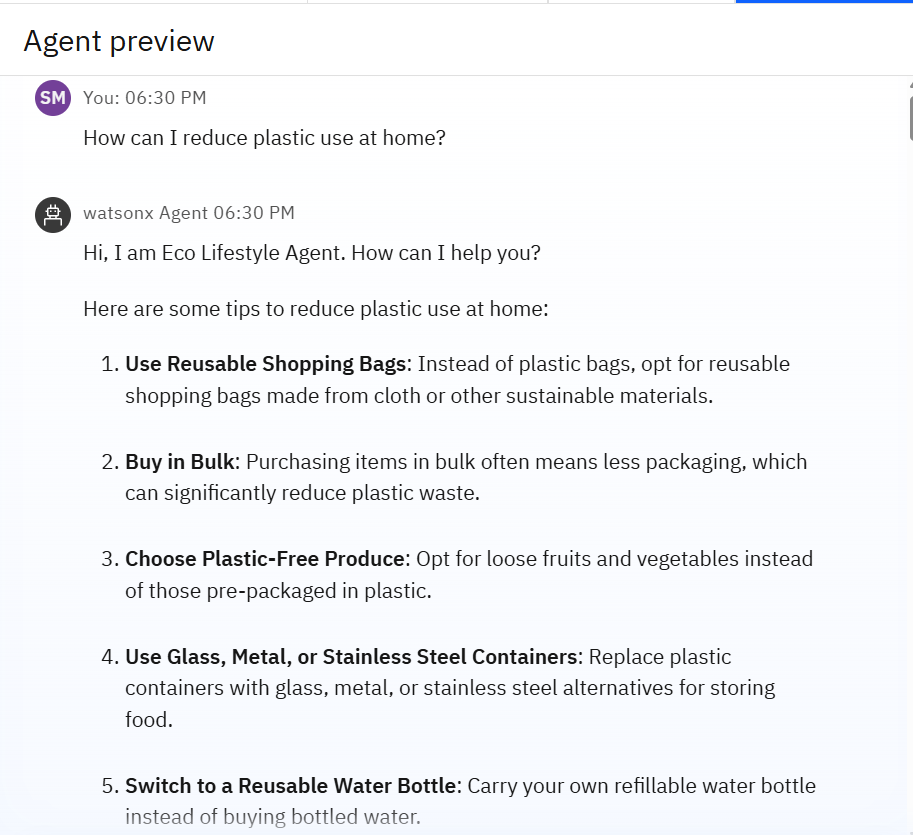 Agent preview
SM
You: 06:30 PM
How can I reduce plastic use at home?
watsonx Agent 06:30 PM
Hi, I am Eco Lifestyle Agent. How can I help you?
Here are some tips to reduce plastic use at home:
1. Use Reusable Shopping Bags: Instead of plastic bags, opt for reusable
shopping bags made from cloth or other sustainable materials.
2. Buy in Bulk: Purchasing items in bulk often means less packaging, which
can significantly reduce plastic waste.
3. Choose Plastic-Free Produce: Opt for loose fruits and vegetables instead
of those pre-packaged in plastic.
4. Use Glass, Metal, or Stainless Steel Containers: Replace plastic
containers with glass, metal, or stainless steel alternatives for storing
food.
5. Switch to a Reusable Water Bottle: Carry your own refillable water bottle
instead of buying bottled water.